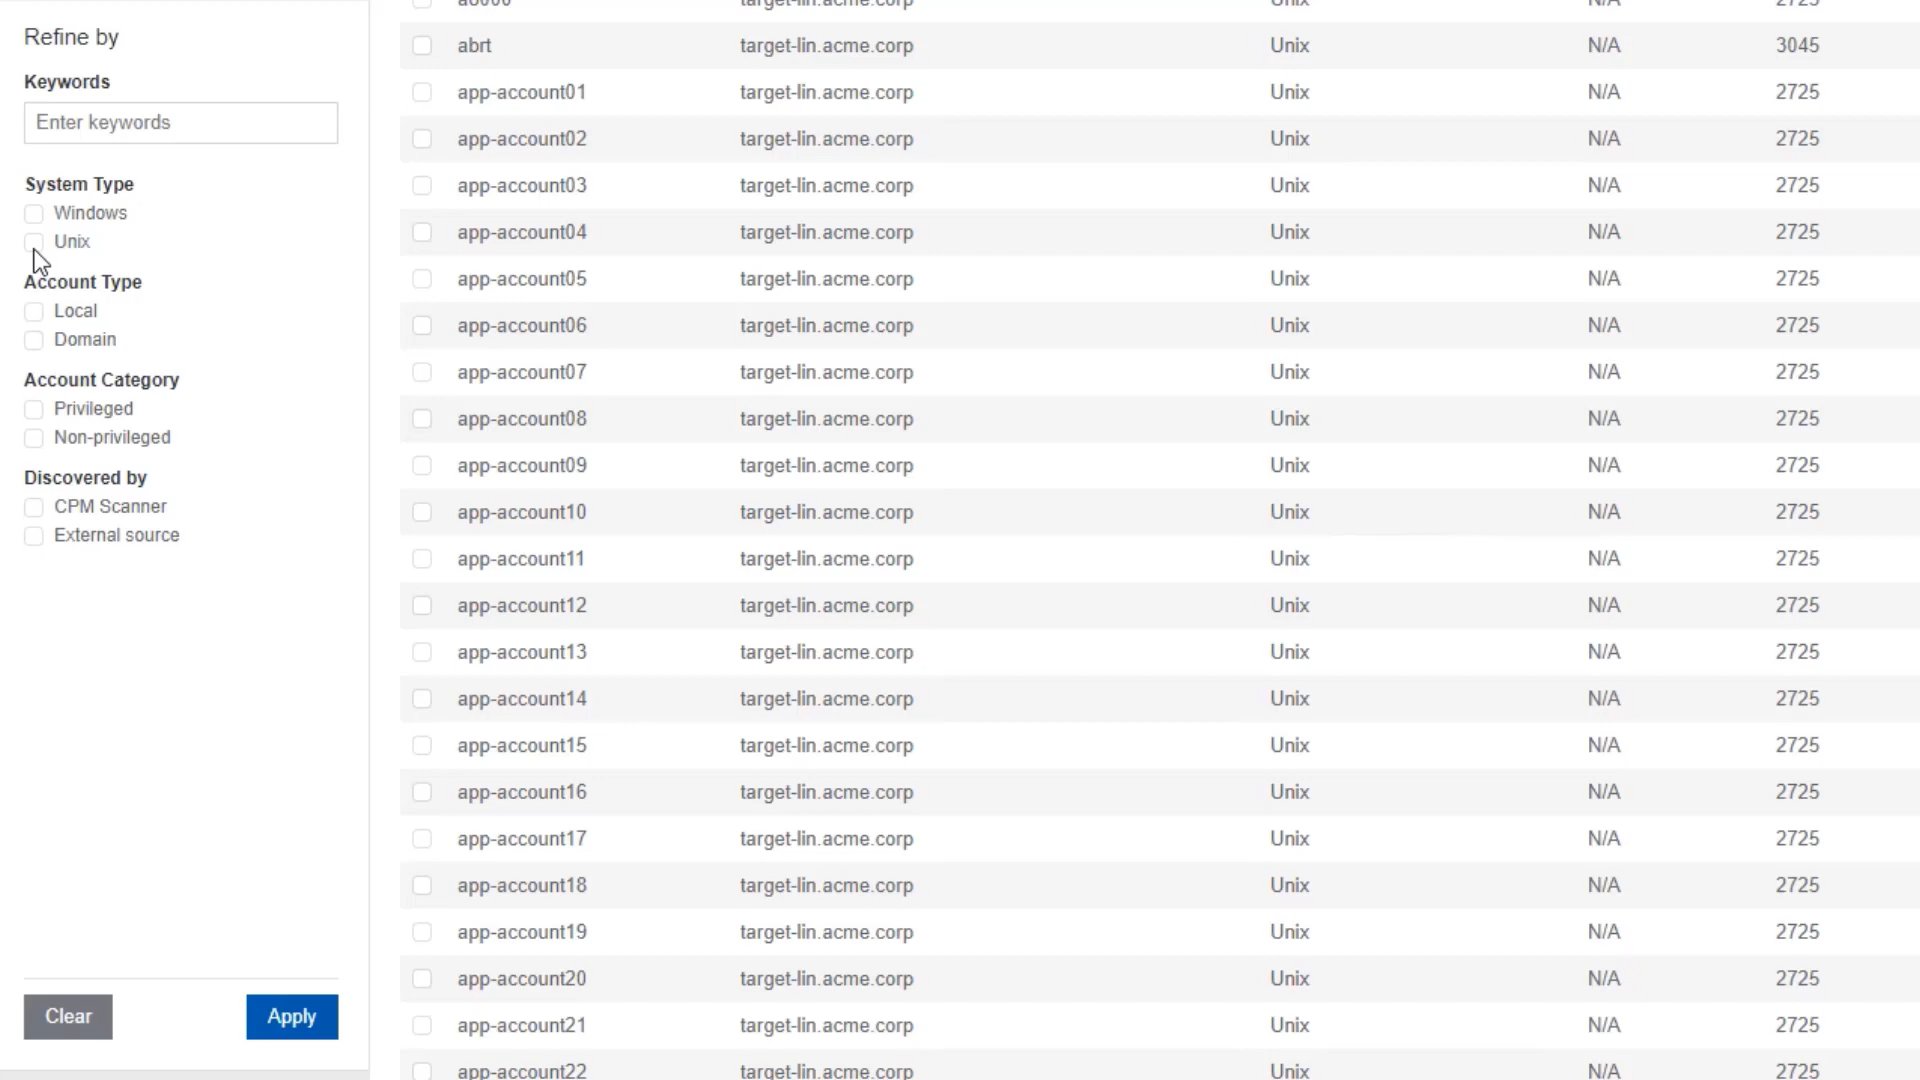 Refine by
Keywords
Enter keywords
System Type
Windows
Unix
Account Type
Local
Domain
Account Category
Privileged
Non-privileged
Discovered by
CPM Scanner
External source
Clear
Apply
target-lin.acme.corp Unix N/A 2725
abrt target-lin.acme.corp Unix N/A 3045
app-account01 target-lin.acme.corp Unix N/A 2725
app-account02 target-lin.acme.corp Unix N/A 2725
app-account03 target-lin.acme.corp Unix N/A 2725
app-account04 target-lin.acme.corp Unix N/A 2725
app-account05 target-lin.acme.corp Unix N/A 2725
app-account06 target-lin.acme.corp Unix N/A 2725
app-account07 target-lin.acme.corp Unix N/A 2725
app-account08 target-lin.acme.corp Unix N/A 2725
app-account09 target-lin.acme.corp Unix N/A 2725
app-account10 target-lin.acme.corp Unix N/A 2725
app-account11 target-lin.acme.corp Unix N/A 2725
app-account12 target-lin.acme.corp Unix N/A 2725
app-account13 target-lin.acme.corp Unix N/A 2725
app-account14 target-lin.acme.corp Unix N/A 2725
app-account15 target-lin.acme.corp Unix N/A 2725
app-account16 target-lin.acme.corp Unix N/A 2725
app-account17 target-lin.acme.corp Unix N/A 2725
app-account18 target-lin.acme.corp Unix N/A 2725
app-account19 target-lin.acme.corp Unix N/A 2725
app-account20 target-lin.acme.corp Unix N/A 2725
app-account21 target-lin.acme.corp Unix N/A 2725
app-account22 target-lin.acme.corp Unix N/A 2725